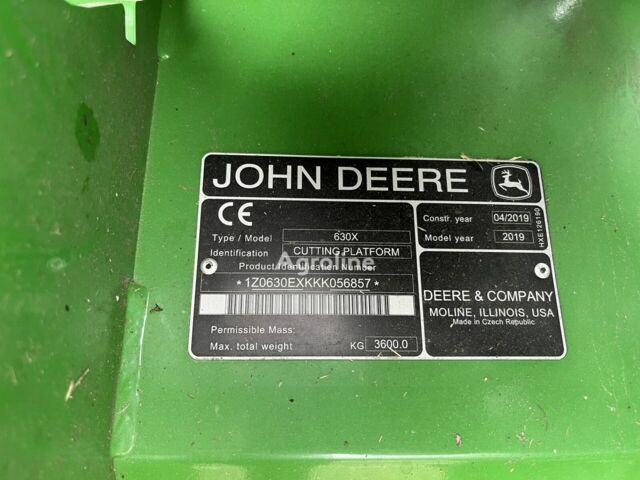 JOHN DEERE
CE
Type / Model 630X
Identification CUTTING PLATFORM
Product Identification Number
*1Z0630EXKKK056857*
Permissible Mass:
Max. total weight KG 3600.0
Constr. year 04/2019
Model year 2019
HXE126190
DEERE & COMPANY
MOLINE, ILLINOIS, USA
Made in Czech Republic
Agroline